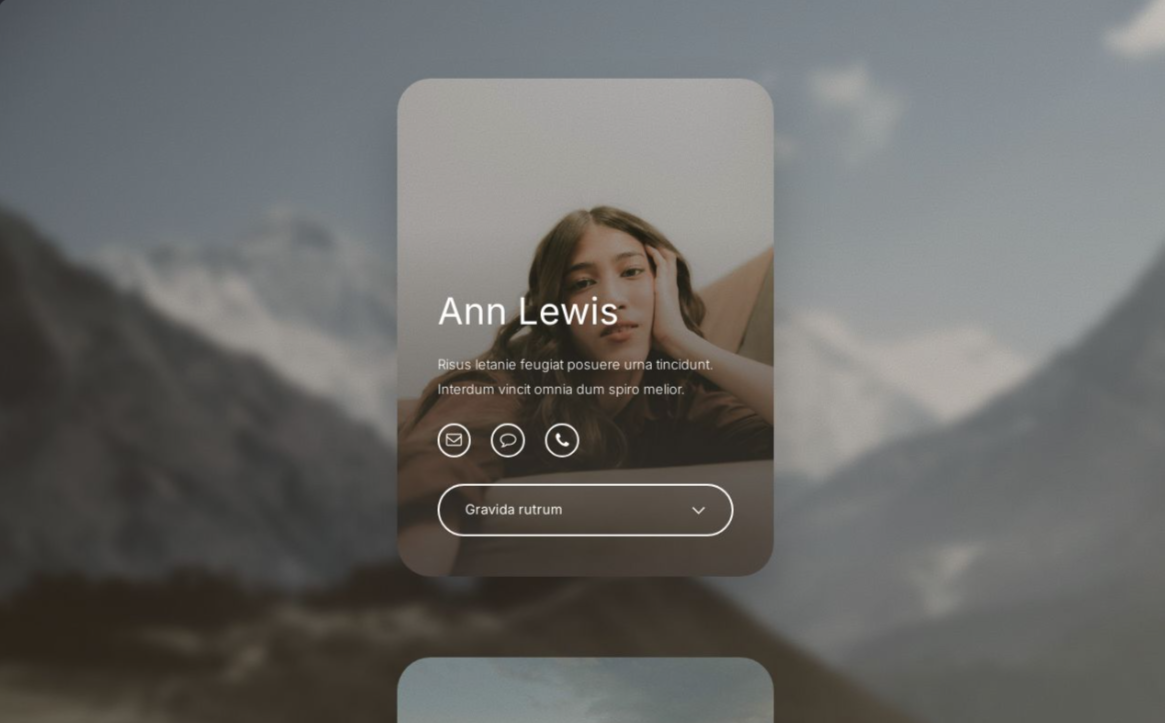 Ann Lewis
Risus letanie feugiat posuere urna tincidunt.
Interdum vincit omnia dum spiro melior.
Gravida rutrum